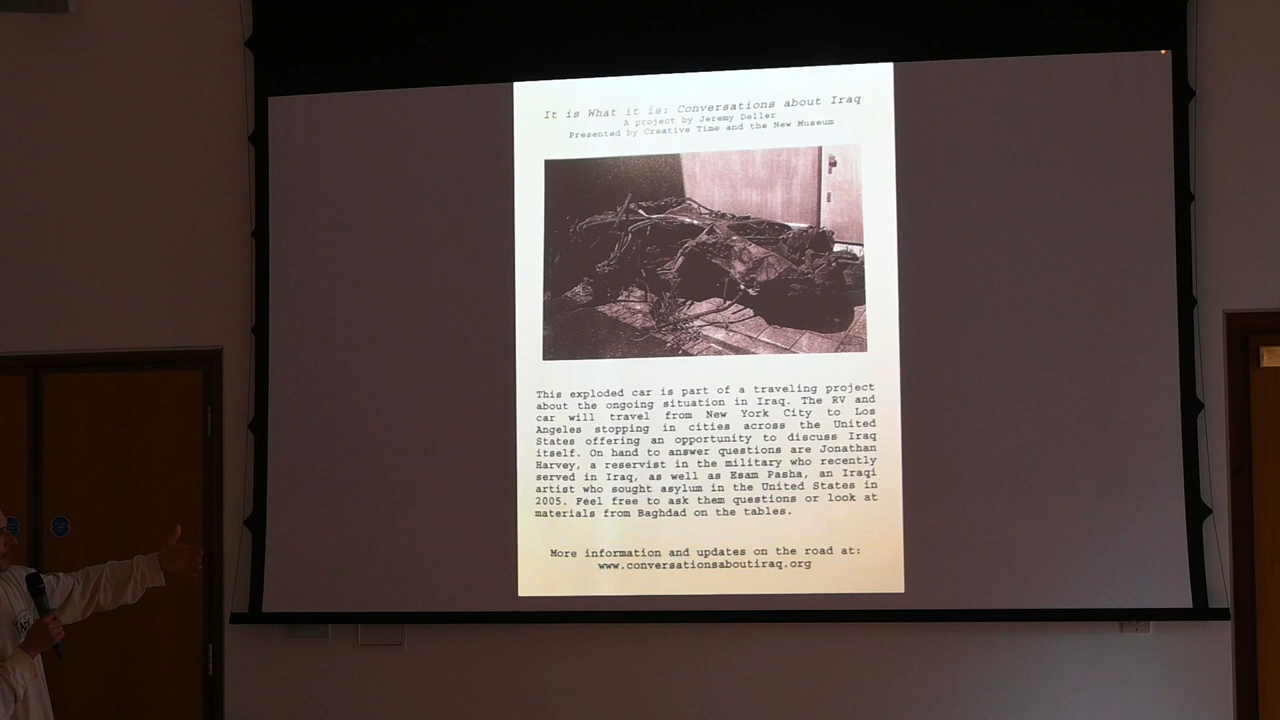 It is What it is: Conversations about Iraq
A project by Jeremy Deller
Presented by Creative Time and the New Museum
This exploded car is part of a traveling project
about the ongoing situation in Iraq. The RV and
car will travel from New York City to Los
Angeles stopping in cities across the United
States offering an opportunity to discuss Iraq
itself. On hand to answer questions are Jonathan
Harvey, a reservist in the military who recently
served in Iraq, as well as Esam Pasha, an Iraqi
artist who sought asylum in the United States in
2005. Feel free to ask them questions or look at
materials from Baghdad on the tables.
More information and updates on the road at:
www.conversationsaboutiraq.org